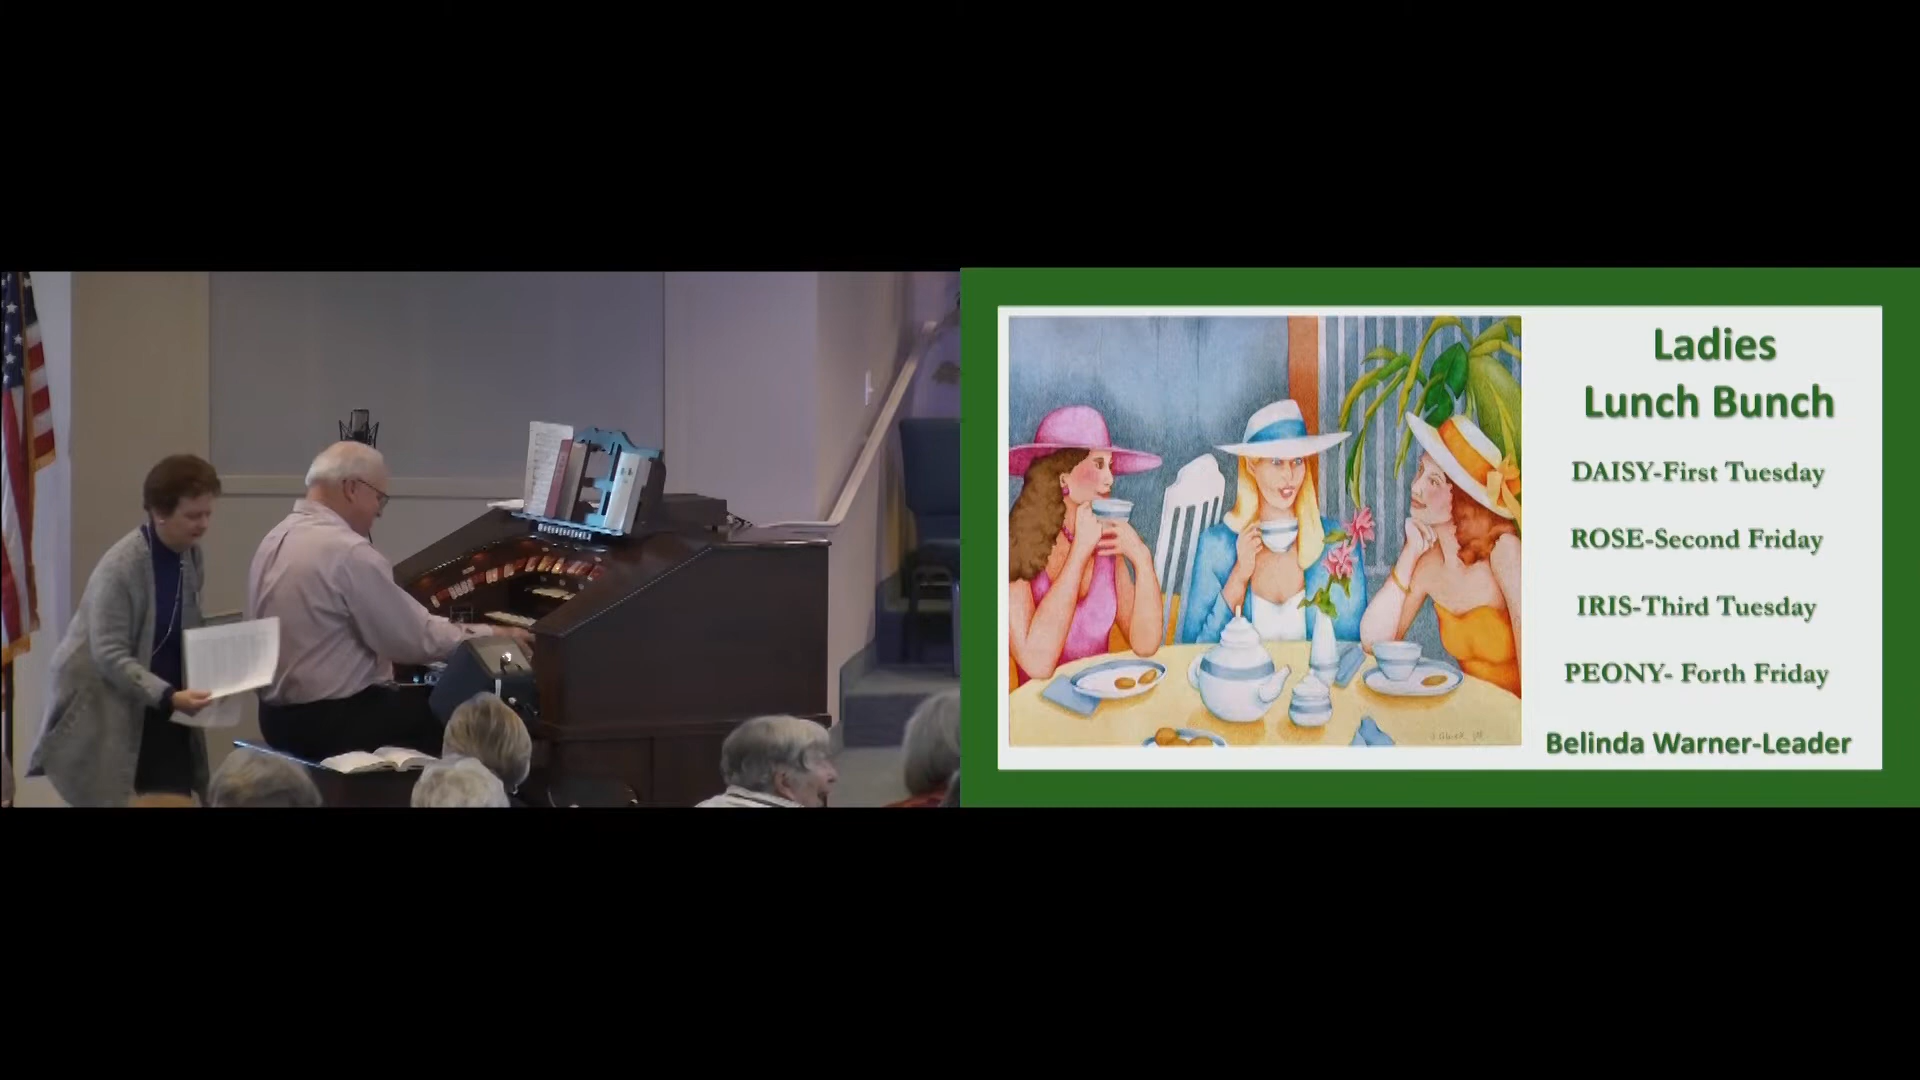 Ladies
Lunch Bunch
DAISY-First Tuesday
ROSE-Second Friday
IRIS-Third Tuesday
PEONY- Forth Friday
Belinda Warner-Leader